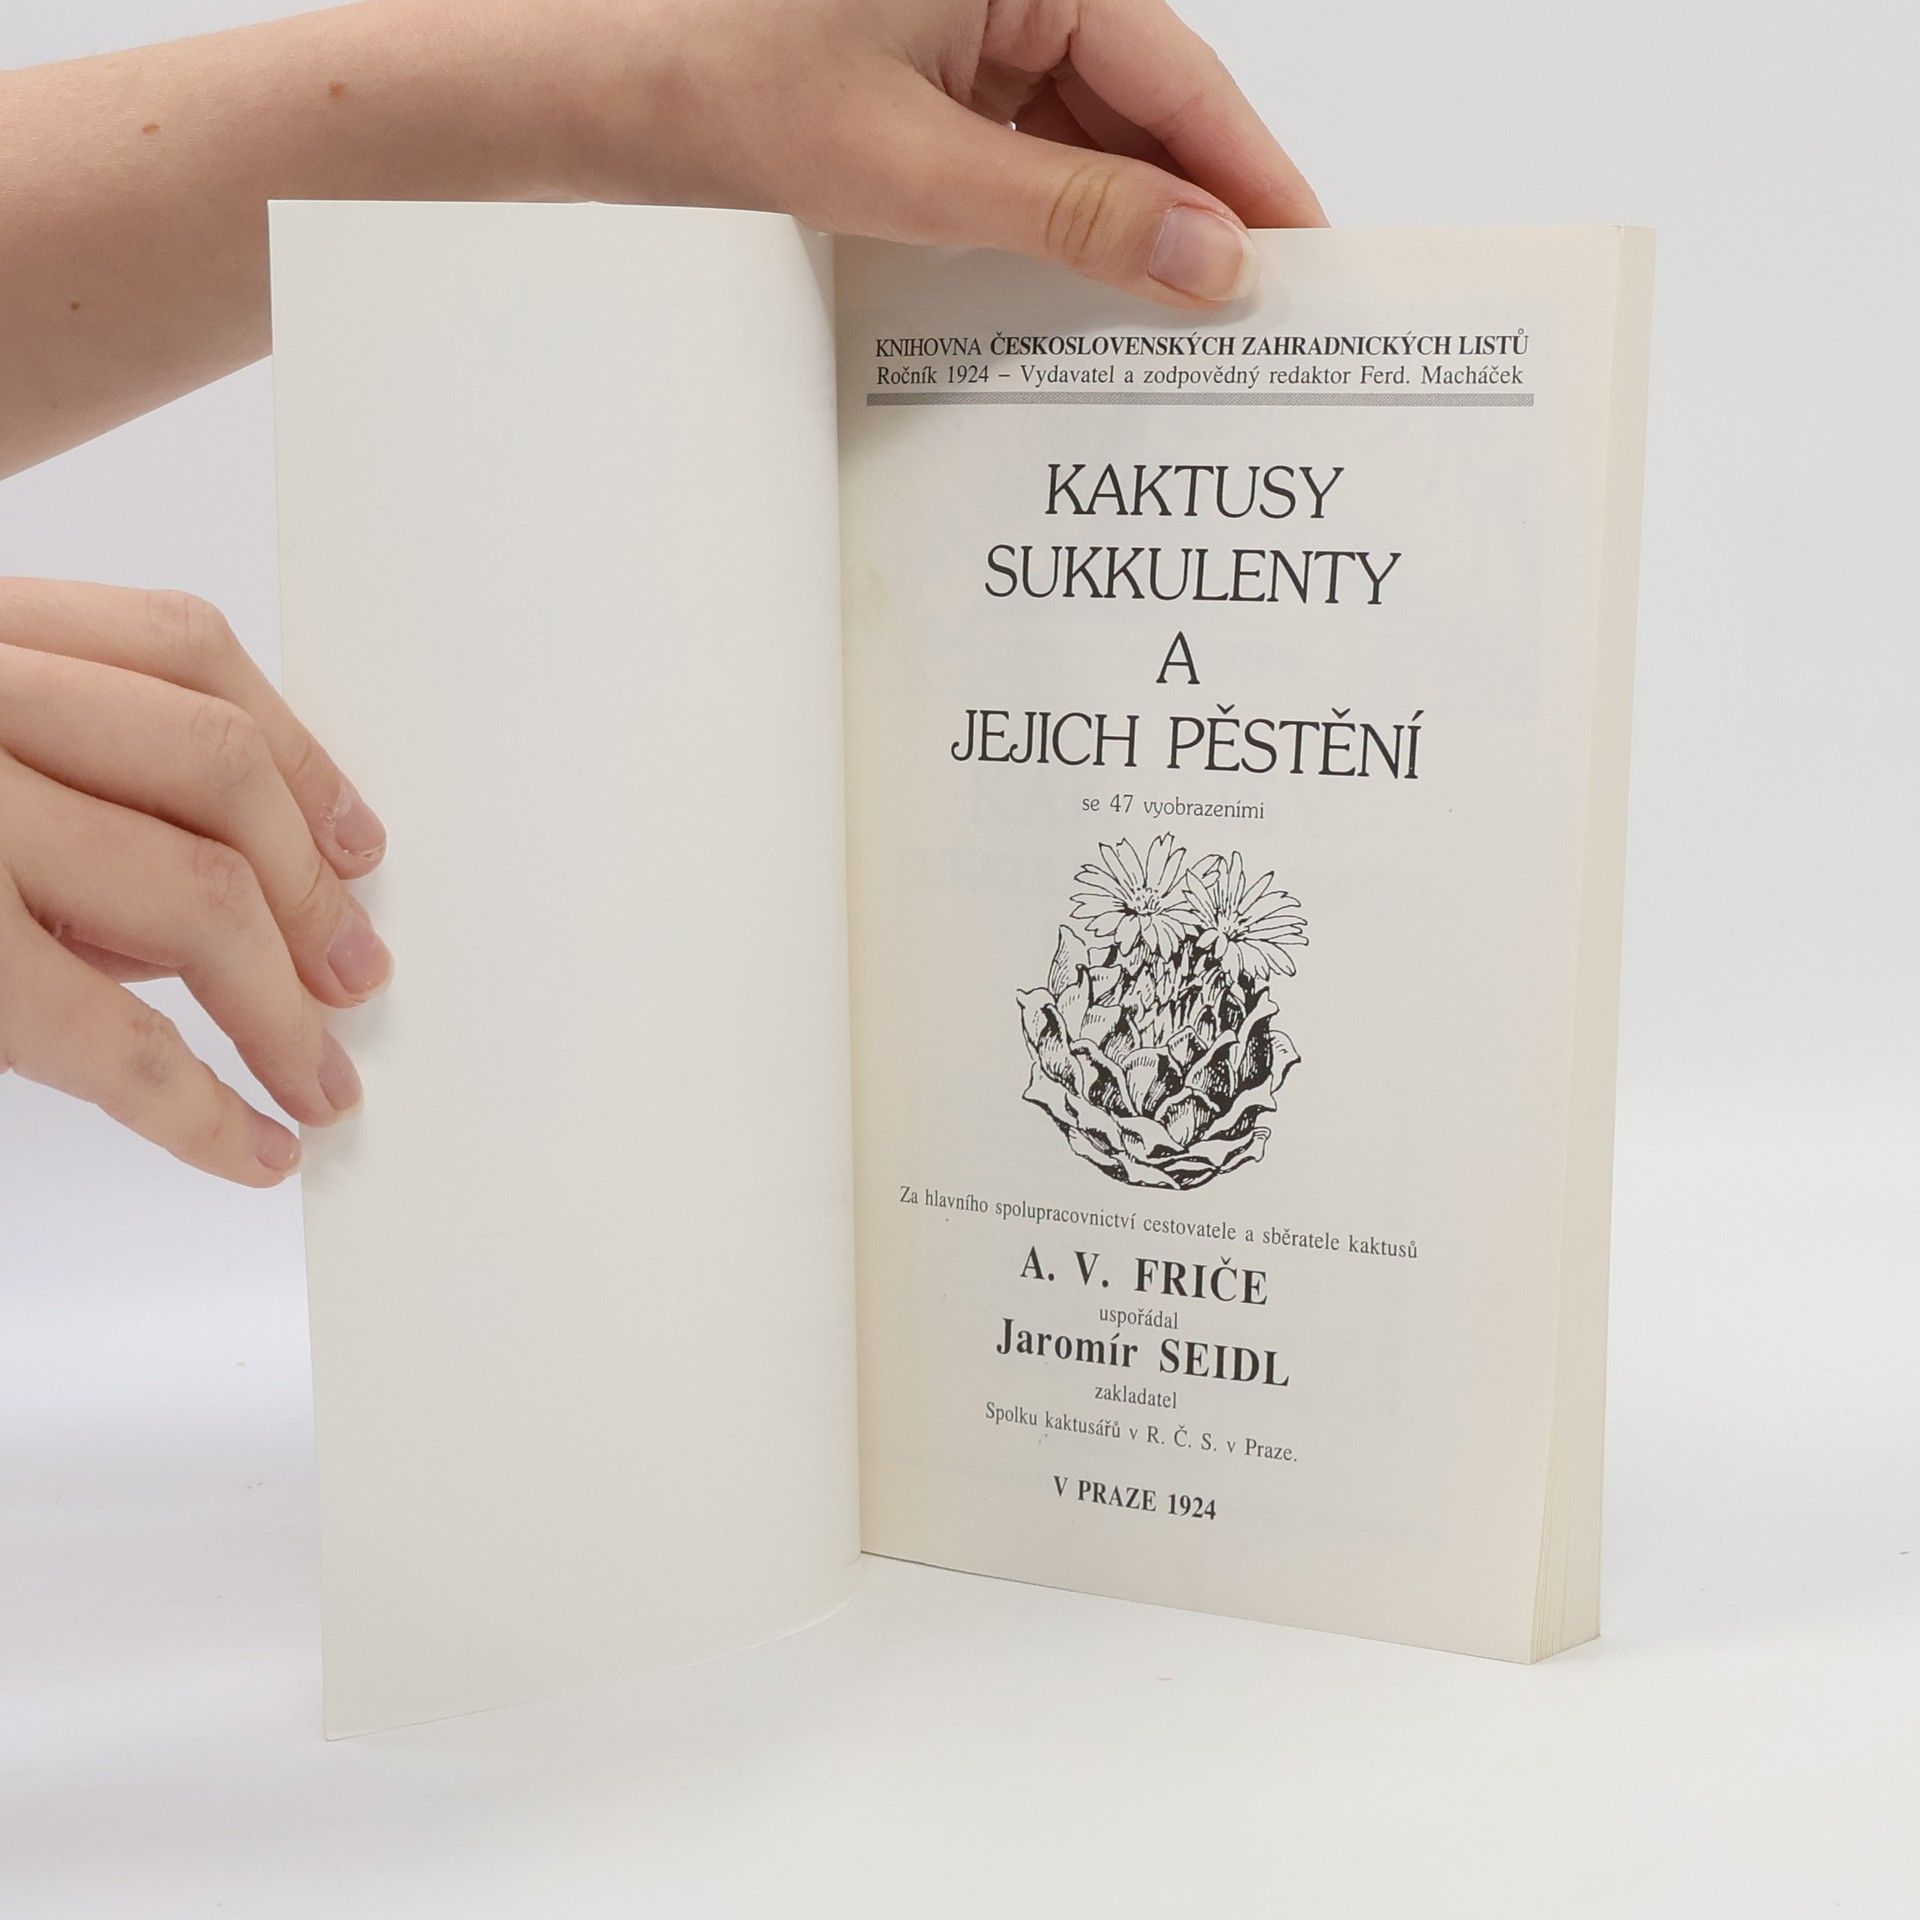 KNIHOVNA ČESKOSLOVENSKÝCH ZAHRADNICKÝCH LISTŮ
Ročník 1924 – Vydavatel a zodpovědný redaktor Ferd. Macháček
KAKTUSY
SUKKULENTY
A
JEJICH PĚSTĚNÍ
se 47 vyobrazeními
Za hlavního spolupracovnictví cestovatele a sběratele kaktusů
A. V. FRIČE
uspořádal
Jaromír SEIDL
zakladatel
Spolku kaktusářů v R. Č. S. v Praze.
V PRAZE 1924